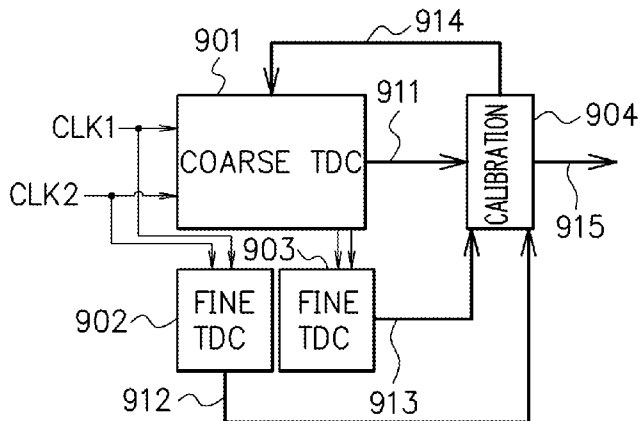 914
901
911
CLK1
COARSE TDC
CALIBRATION
904
CLK2
903
915
902
FINE
TDC
FINE
TDC
912
913